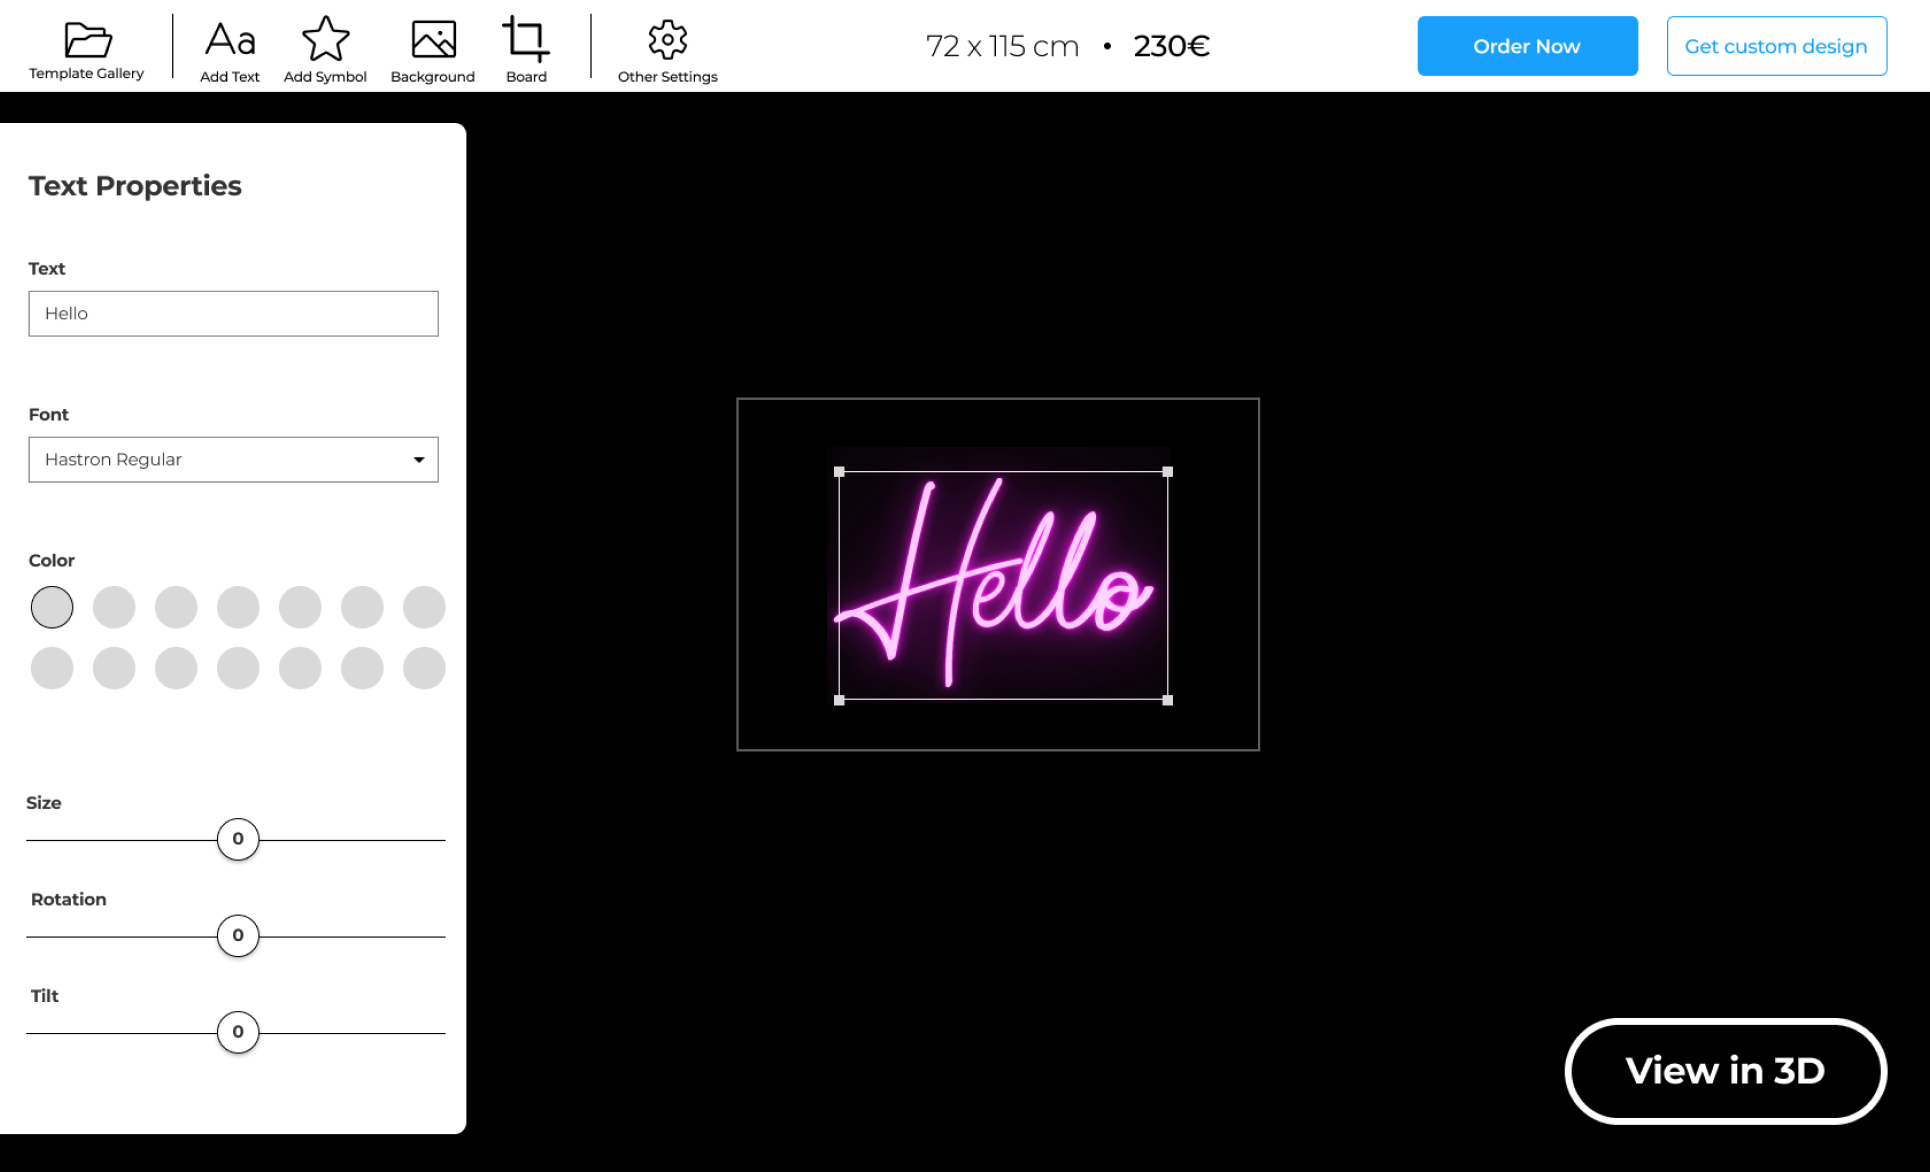 Template Gallery
Aa
Add Text
Add Symbol
Background
Board
Other Settings
72 x 115 cm • 230€
Order Now
Get custom design
Text Properties
Text
Hello
Font
Hastron Regular
Color
Size
0
Rotation
0
Tilt
0
Hello
View in 3D